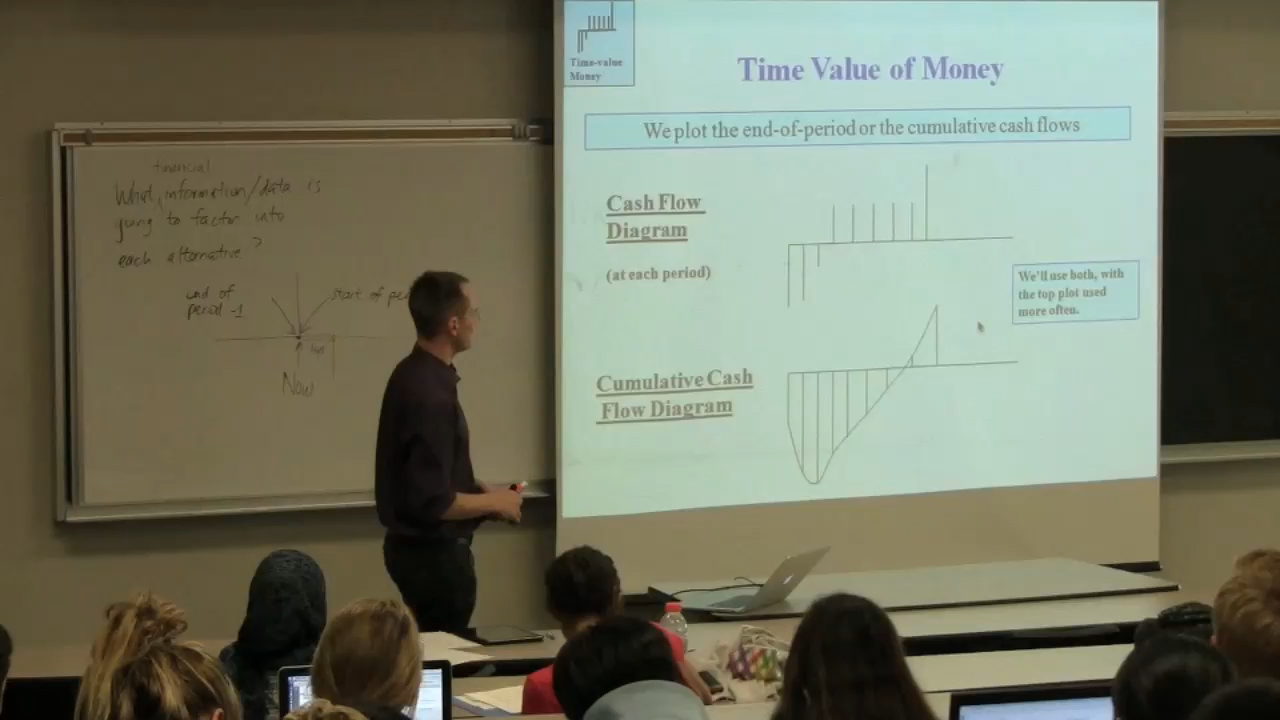 financial
What information/data is
going to factor into
each alternative?
end of
period -1
start of
Now
Time-value
Money
Time Value of Money
We plot the end-of-period or the cumulative cash flows
Cash Flow
Diagram
(at each period)
We'll use both, with
the top plot used
more often.
Cumulative Cash
Flow Diagram